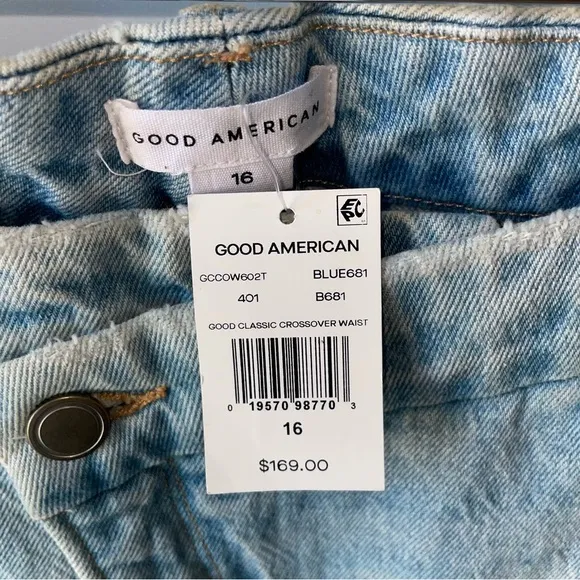 GOOD AMERICAN
16
EPC
GOOD AMERICAN
GCCOW602T BLUE681
401 B681
GOOD CLASSIC CROSSOVER WAIST
0 19570 98770 3
16
$169.00